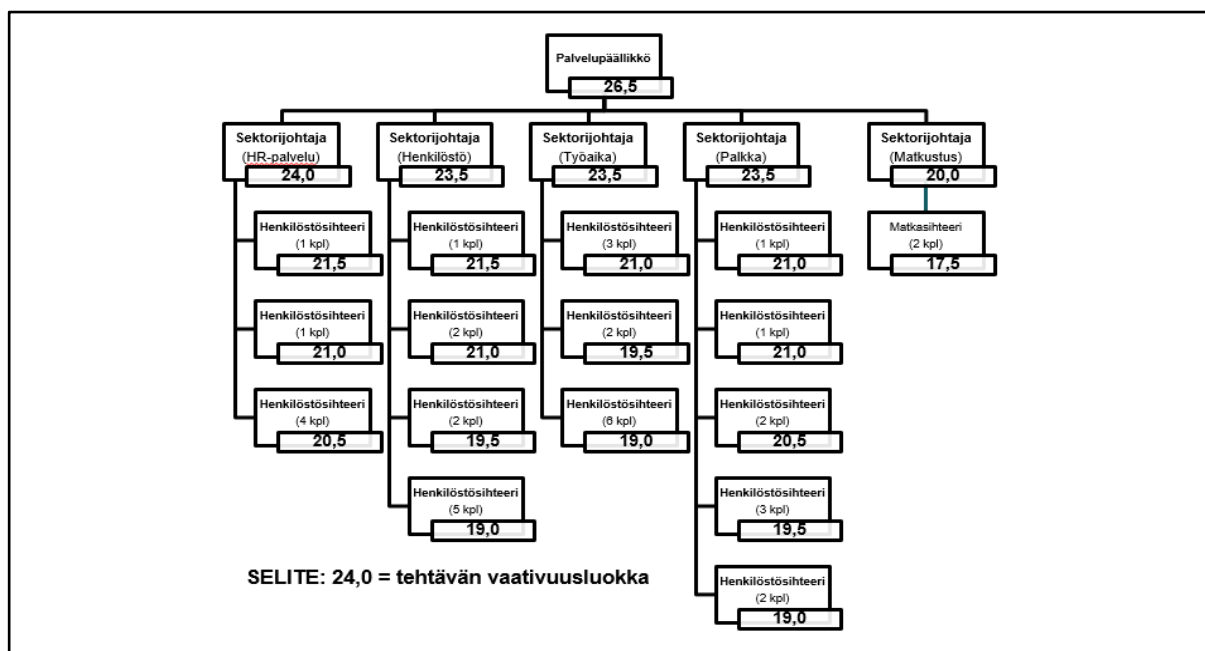 Palvelupäällikkö
26,5
Sektorijohtaja
(HR-palvelu)
24,0
Henkilöstösihteeri
(1 kpl)
21,5
Henkilöstösihteeri
(1 kpl)
21,0
Henkilöstösihteeri
(4 kpl)
20,5
Sektorijohtaja
(Henkilöstö)
23,5
Henkilöstösihteeri
(1 kpl)
21,5
Henkilöstösihteeri
(2 kpl)
21,0
Henkilöstösihteeri
(2 kpl)
19,5
Henkilöstösihteeri
(5 kpl)
19,0
Sektorijohtaja
(Työaika)
23,5
Henkilöstösihteeri
(3 kpl)
21,0
Henkilöstösihteeri
(2 kpl)
19,5
Henkilöstösihteeri
(6 kpl)
19,0
Sektorijohtaja
(Palkka)
23,5
Henkilöstösihteeri
(1 kpl)
21,0
Henkilöstösihteeri
(1 kpl)
21,0
Henkilöstösihteeri
(2 kpl)
20,5
Henkilöstösihteeri
(3 kpl)
19,5
Henkilöstösihteeri
(2 kpl)
19,0
Sektorijohtaja
(Matkustus)
20,0
Matkasihteeri
(2 kpl)
17,5
SELITE: 24,0 = tehtävän vaativuusluokka